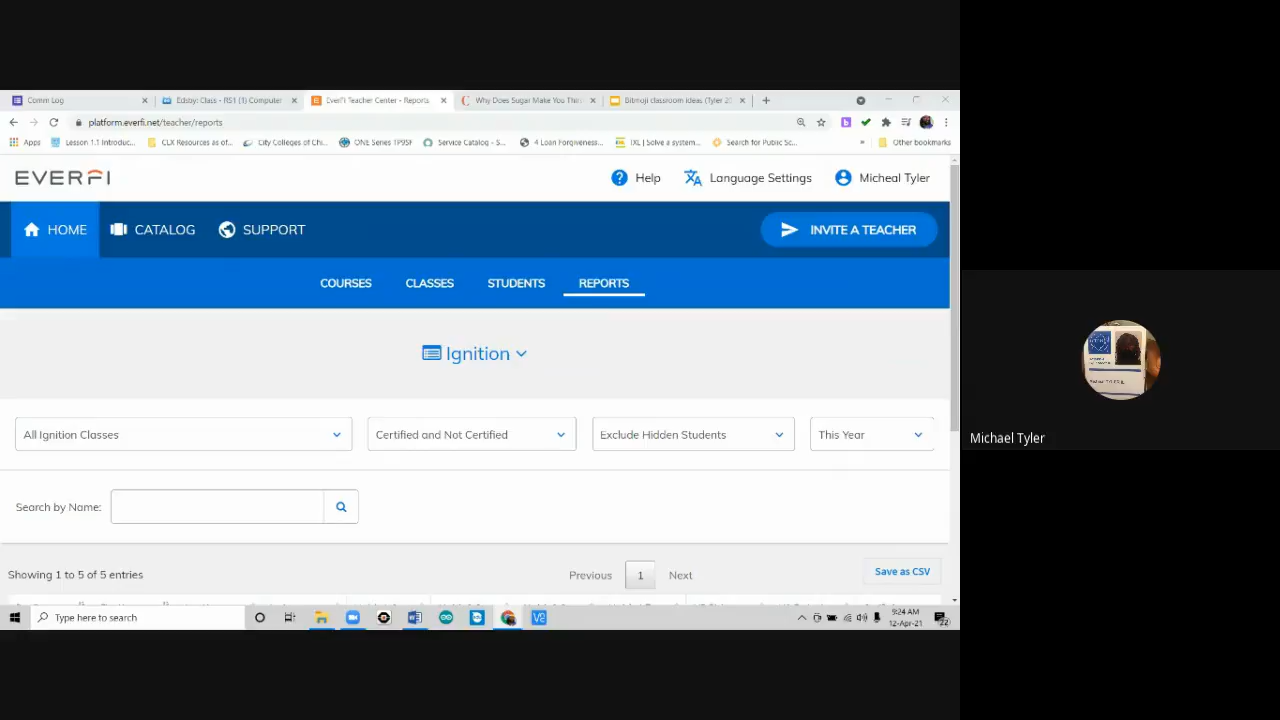 Comm Log
Edsby: Class - RS1 (1) Computer
EverFi Teacher Center - Reports
Why Does Sugar Make You Thir
Bitmoji classroom ideas (Tyler 20
platform.everfi.net/teacher/reports
Apps
Lesson 1.1 Introduc...
CLX Resources as of...
City Colleges of Chi...
ONE Series TP95F
Service Catalog - S...
4 Loan Forgiveness...
IXL | Solve a system...
Search for Public Sc...
»
Other bookmarks
EVERFI
Help
Language Settings
Micheal Tyler
HOME
CATALOG
SUPPORT
INVITE A TEACHER
COURSES
CLASSES
STUDENTS
REPORTS
Ignition
All Ignition Classes
Certified and Not Certified
Exclude Hidden Students
This Year
Search by Name:
Showing 1 to 5 of 5 entries
Previous
1
Next
Save as CSV
Type here to search
9:24 AM
12-Apr-21
22
Michael Tyler